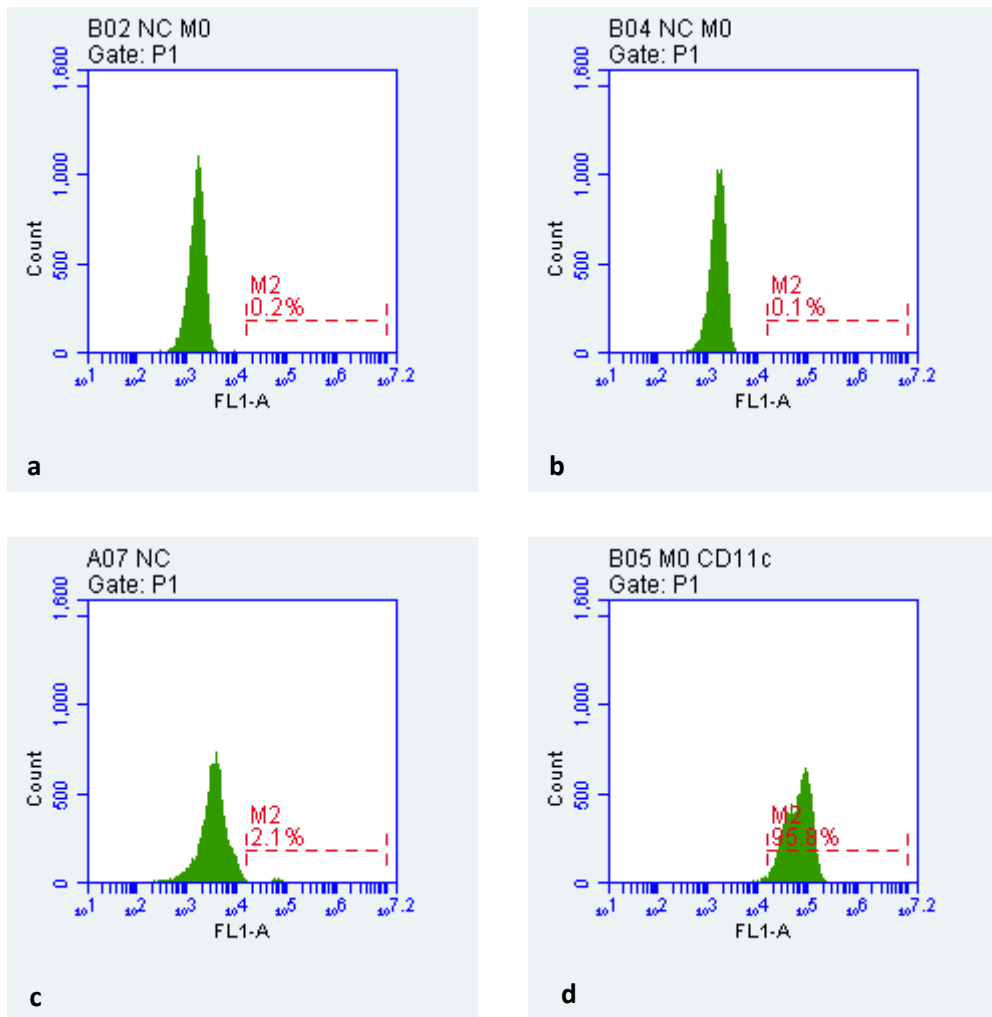 B02 NC M0
Gate: P1
1,600
1,000
500
0
Count
M2
0.2%
10^1 10^2 10^3 10^4 10^5 10^6 10^7.2
FL1-A
a
B04 NC M0
Gate: P1
1,600
1,000
500
0
Count
M2
0.1%
10^1 10^2 10^3 10^4 10^5 10^6 10^7.2
FL1-A
b
A07 NC
Gate: P1
1,600
1,000
500
0
Count
M2
2.1%
10^1 10^2 10^3 10^4 10^5 10^6 10^7.2
FL1-A
c
B05 M0 CD11c
Gate: P1
1,600
1,000
500
0
Count
M2
95.8%
10^1 10^2 10^3 10^4 10^5 10^6 10^7.2
FL1-A
d